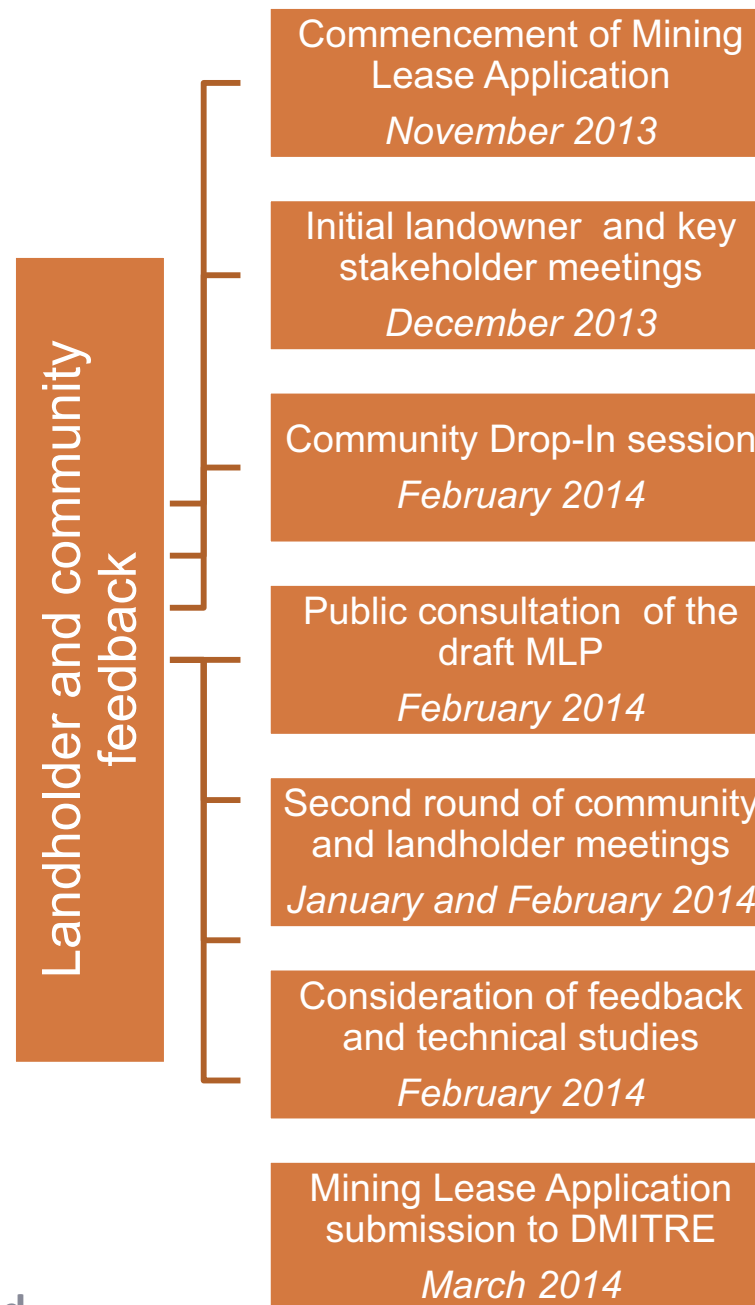 Commencement of Mining
Lease Application
November 2013
Initial landowner and key
stakeholder meetings
December 2013
Community Drop-In session
February 2014
Public consultation of the
draft MLP
February 2014
Second round of community
and landholder meetings
January and February 2014
Consideration of feedback
and technical studies
February 2014
Mining Lease Application
submission to DMITRE
March 2014
Landholder and community
feedback